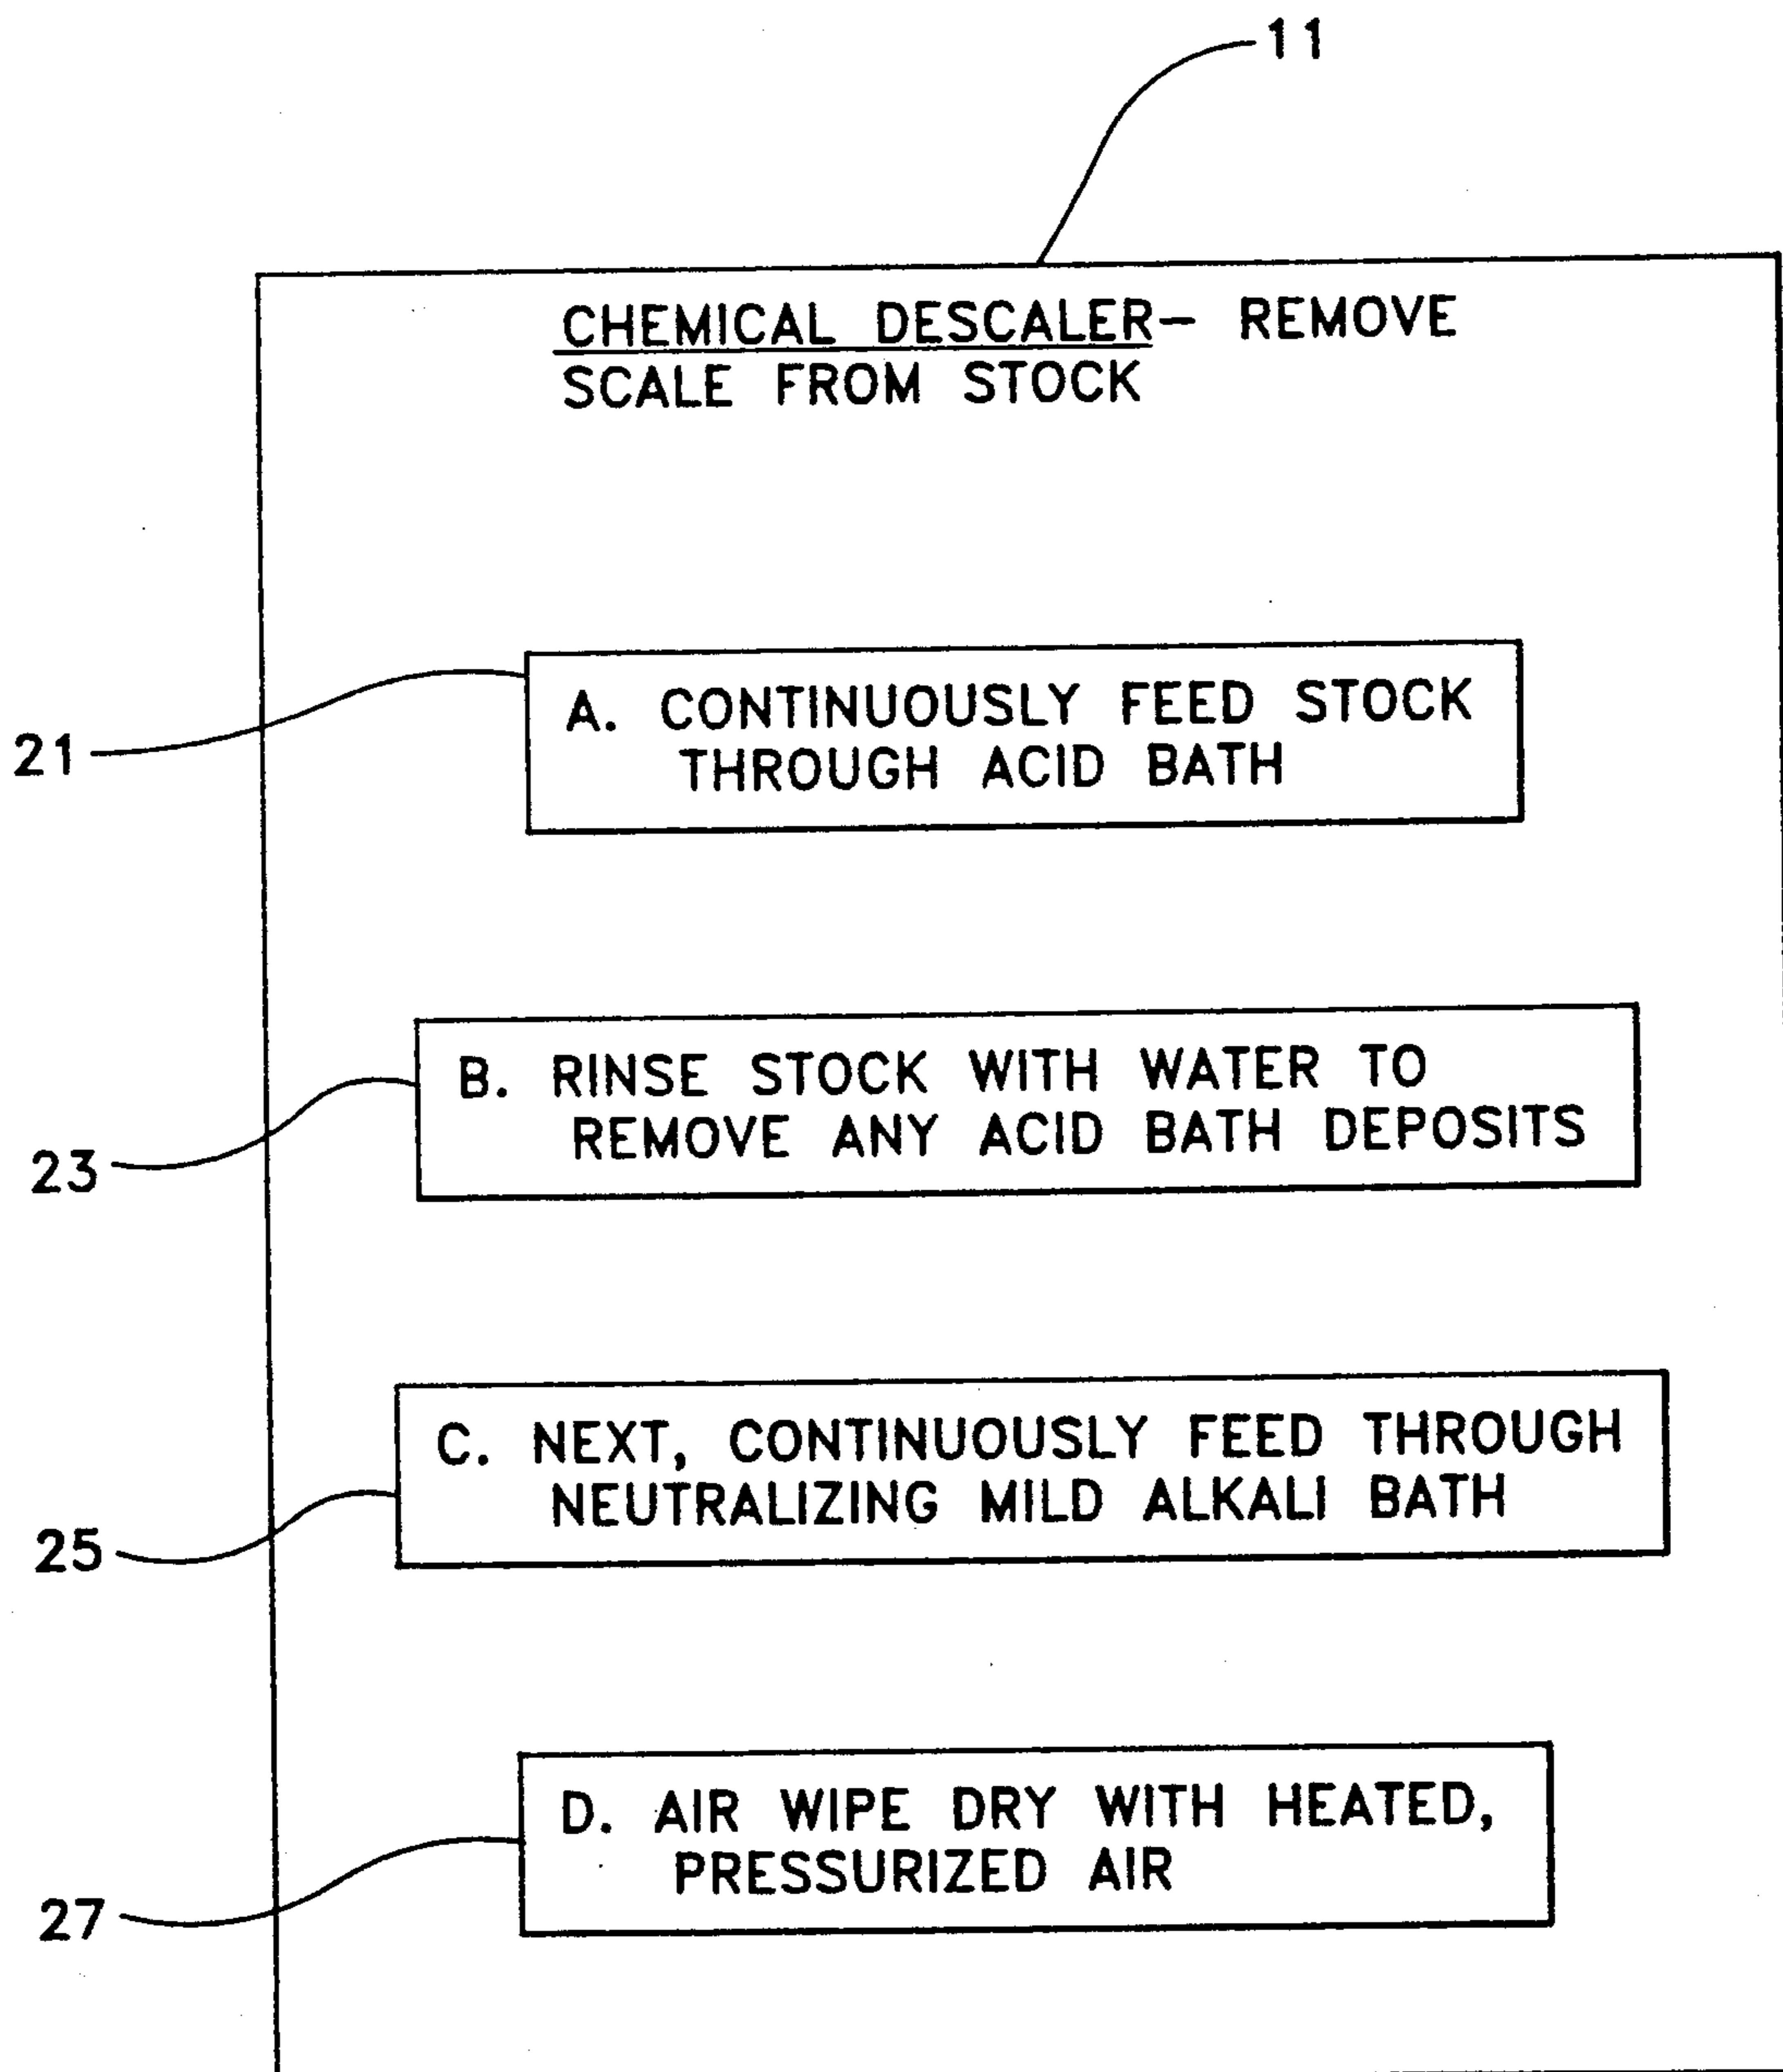 11
CHEMICAL DESCALER- REMOVE
SCALE FROM STOCK
21
A. CONTINUOUSLY FEED STOCK
THROUGH ACID BATH
23
B. RINSE STOCK WITH WATER TO
REMOVE ANY ACID BATH DEPOSITS
25
C. NEXT, CONTINUOUSLY FEED THROUGH
NEUTRALIZING MILD ALKALI BATH
27
D. AIR WIPE DRY WITH HEATED,
PRESSURIZED AIR